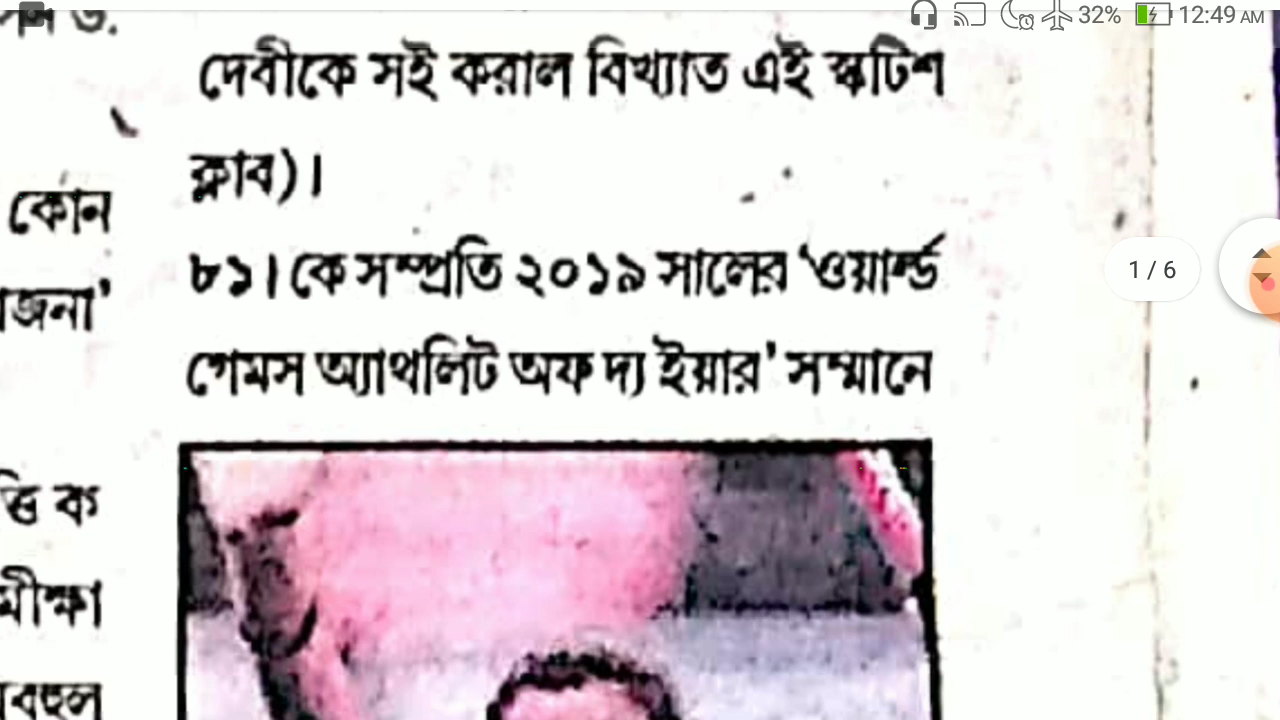 32% 12:49 AM
দেবীকে সই করাল বিখ্যাত এই স্কটিশ
ক্লাব)।
৮১। কে সম্প্রতি ২০১৯ সালের 'ওয়ার্ল্ড
গেমস অ্যাথলিট অফ দ্য ইয়ার' সম্মানে
কোন
ত্তি ক
1 / 6